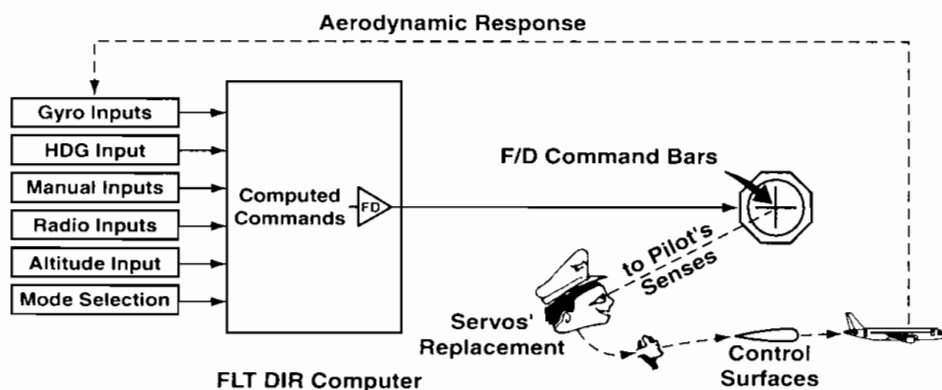 Aerodynamic Response
Gyro Inputs
HDG Input
Manual Inputs
Radio Inputs
Altitude Input
Mode Selection
Computed
Commands
FD
F/D Command Bars
to Pilot's
Senses
Servos'
Replacement
Control
Surfaces
FLT DIR Computer